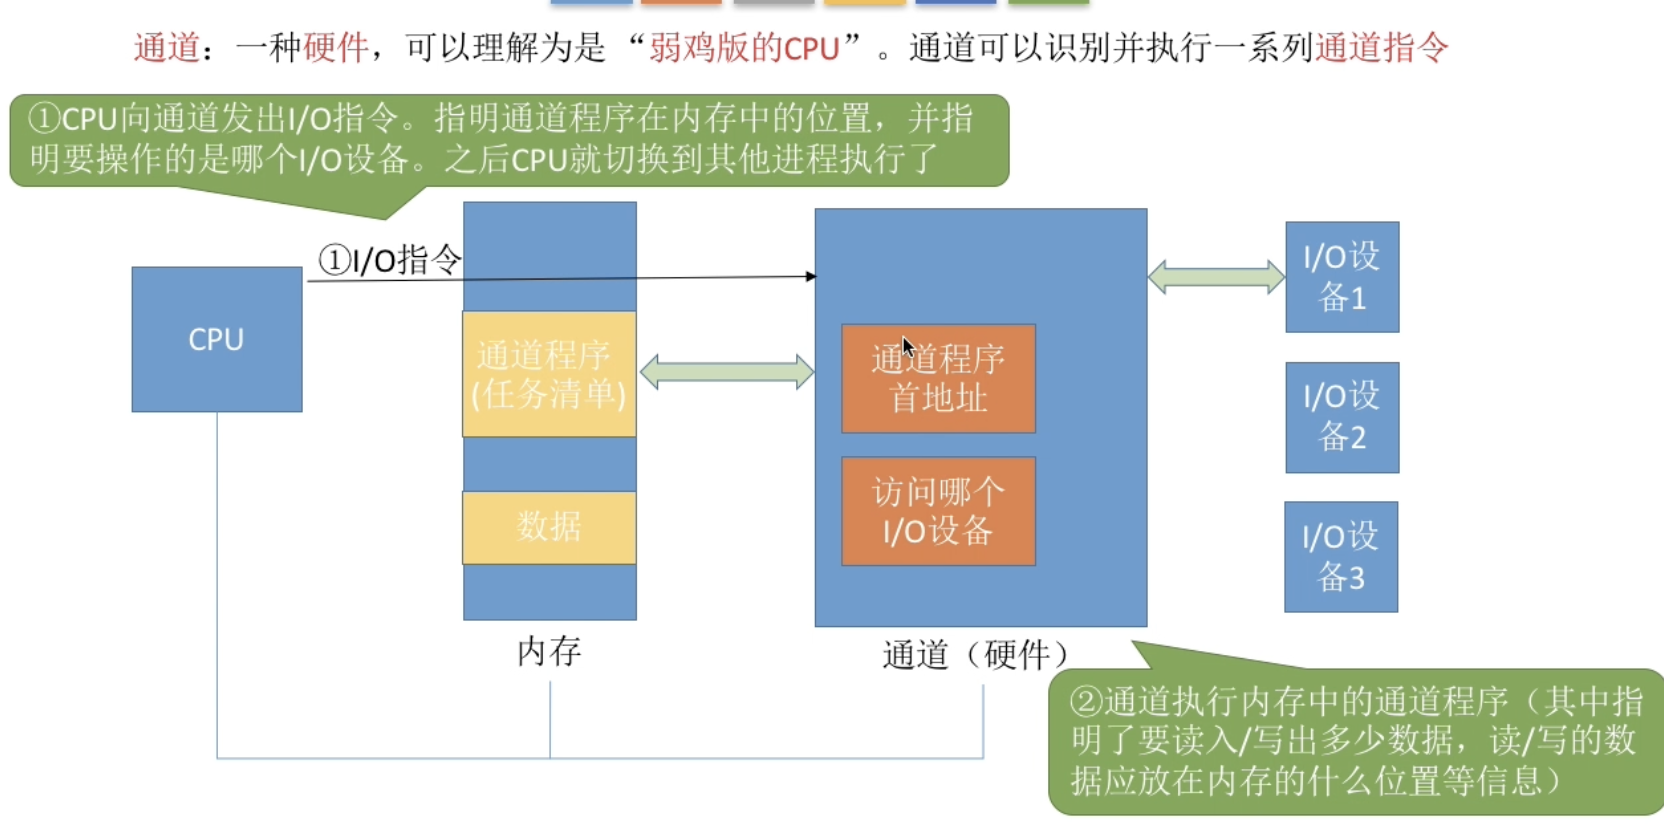 通道：一种硬件，可以理解为是“弱鸡版的CPU”。通道可以识别并执行一系列通道指令
①CPU向通道发出I/O指令。指明通道程序在内存中的位置，并指
明要操作的是哪个I/O设备。之后CPU就切换到其他进程执行了
①I/O指令
CPU
通道程序
(任务清单)
数据
内存
通道程序
首地址
访问哪个
I/O设备
通道（硬件）
I/O设
备1
I/O设
备2
I/O设
备3
②通道执行内存中的通道程序（其中指
明了要读入/写出多少数据，读/写的数
据应放在内存的什么位置等信息）